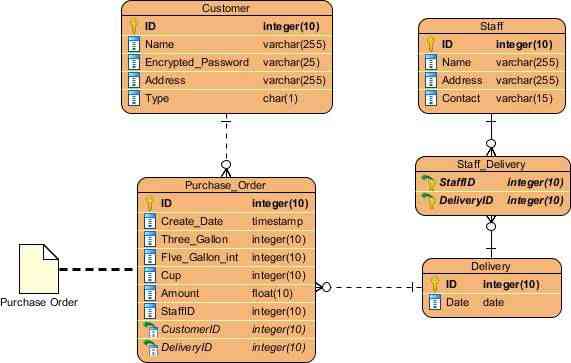 Customer
ID integer(10)
Name varchar(255)
Encrypted_Password varchar(25)
Address varchar(255)
Type char(1)
Staff
ID integer(10)
Name varchar(255)
Address varchar(255)
Contact varchar(15)
Staff_Delivery
StaffID integer(10)
DeliveryID integer(10)
Purchase_Order
ID integer(10)
Create_Date timestamp
Three_Gallon integer(10)
Five_Gallon_int integer(10)
Cup integer(10)
Amount float(10)
StaffID integer(10)
CustomerID integer(10)
DeliveryID integer(10)
Delivery
ID integer(10)
Date date
Purchase Order